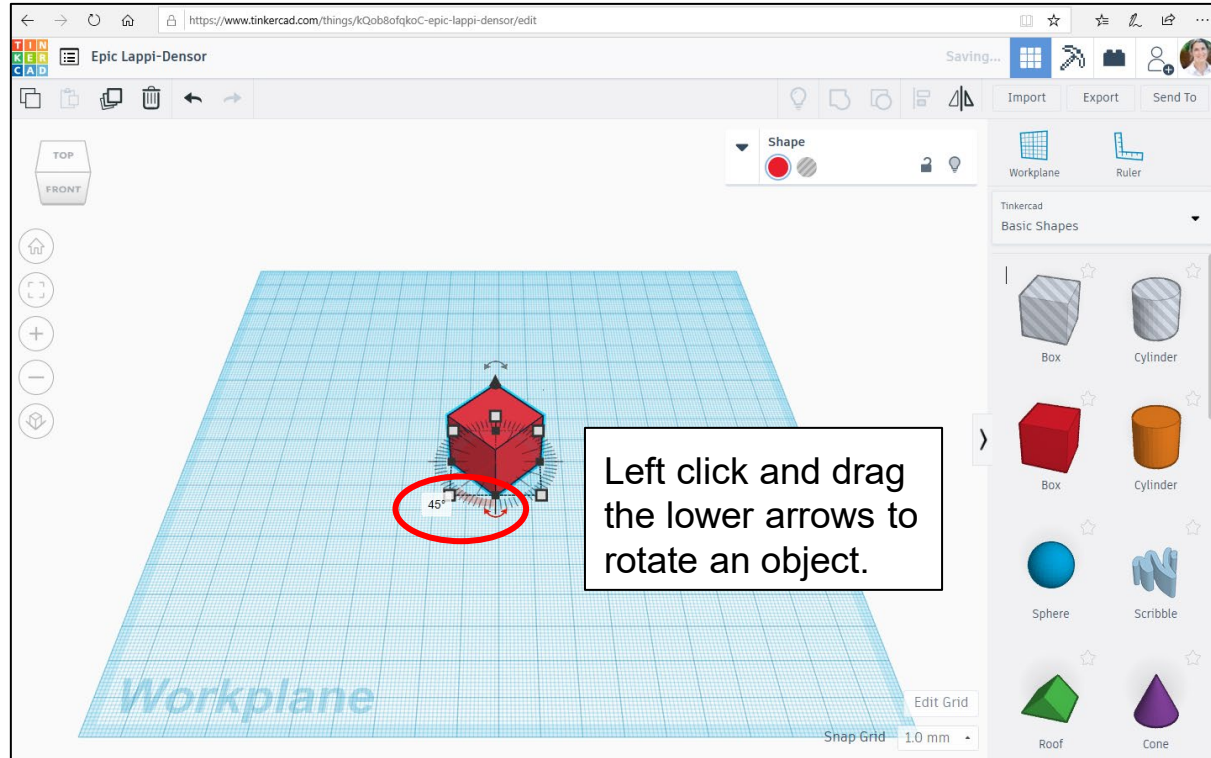 https://www.tinkercad.com/things/kQob8ofqkoC-epic-lappi-densor/edit
TIN
KER
CAD
Epic Lappi-Densor
Saving...
Import
Export
Send To
TOP
FRONT
Shape
Workplane
Ruler
Tinkercad
Basic Shapes
Box
Cylinder
45°
Left click and drag
the lower arrows to
rotate an object.
Box
Cylinder
Sphere
Scribble
Workplane
Edit Grid
Snap Grid 1.0 mm
Roof
Cone